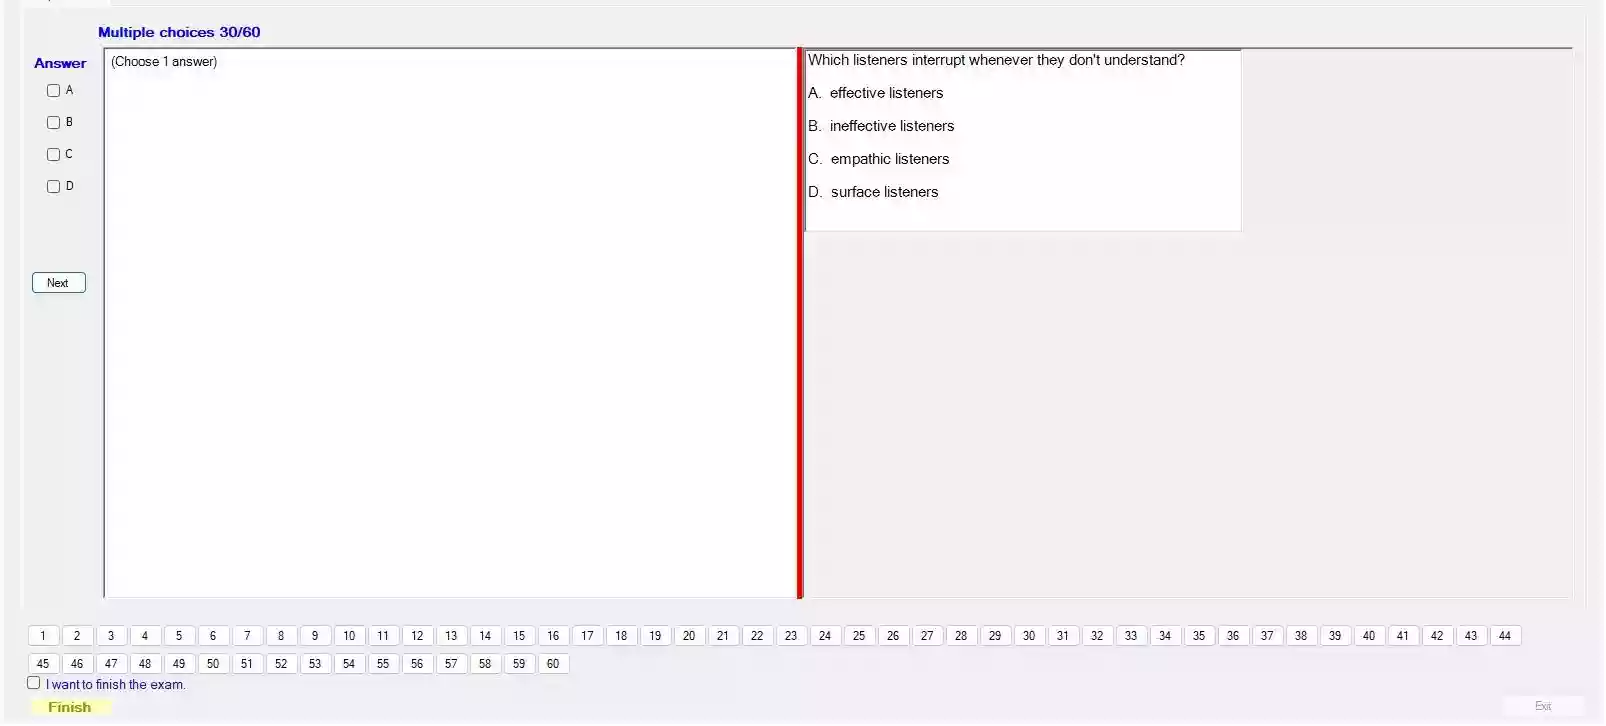 Multiple choices 30/60
Answer
(Choose 1 answer)
A
B
C
D
Next
Which listeners interrupt whenever they don't understand?
A. effective listeners
B. ineffective listeners
C. empathic listeners
D. surface listeners
1 2 3 4 5 6 7 8 9 10 11 12 13 14 15 16 17 18 19 20 21 22 23 24 25 26 27 28 29 30 31 32 33 34 35 36 37 38 39 40 41 42 43 44
45 46 47 48 49 50 51 52 53 54 55 56 57 58 59 60
I want to finish the exam.
Finish
Exit